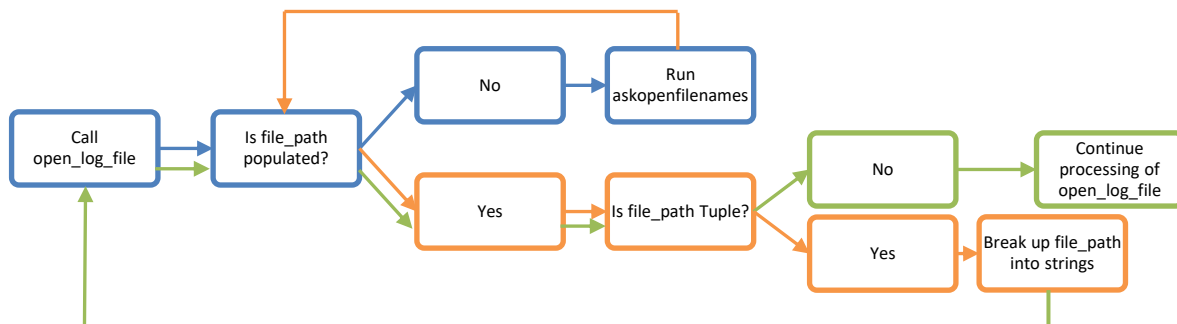 Call
open_log_file
Is file_path
populated?
No
Run
askopenfilenames
Yes
Is file_path Tuple?
No
Continue
processing of
open_log_file
Yes
Break up file_path
into strings